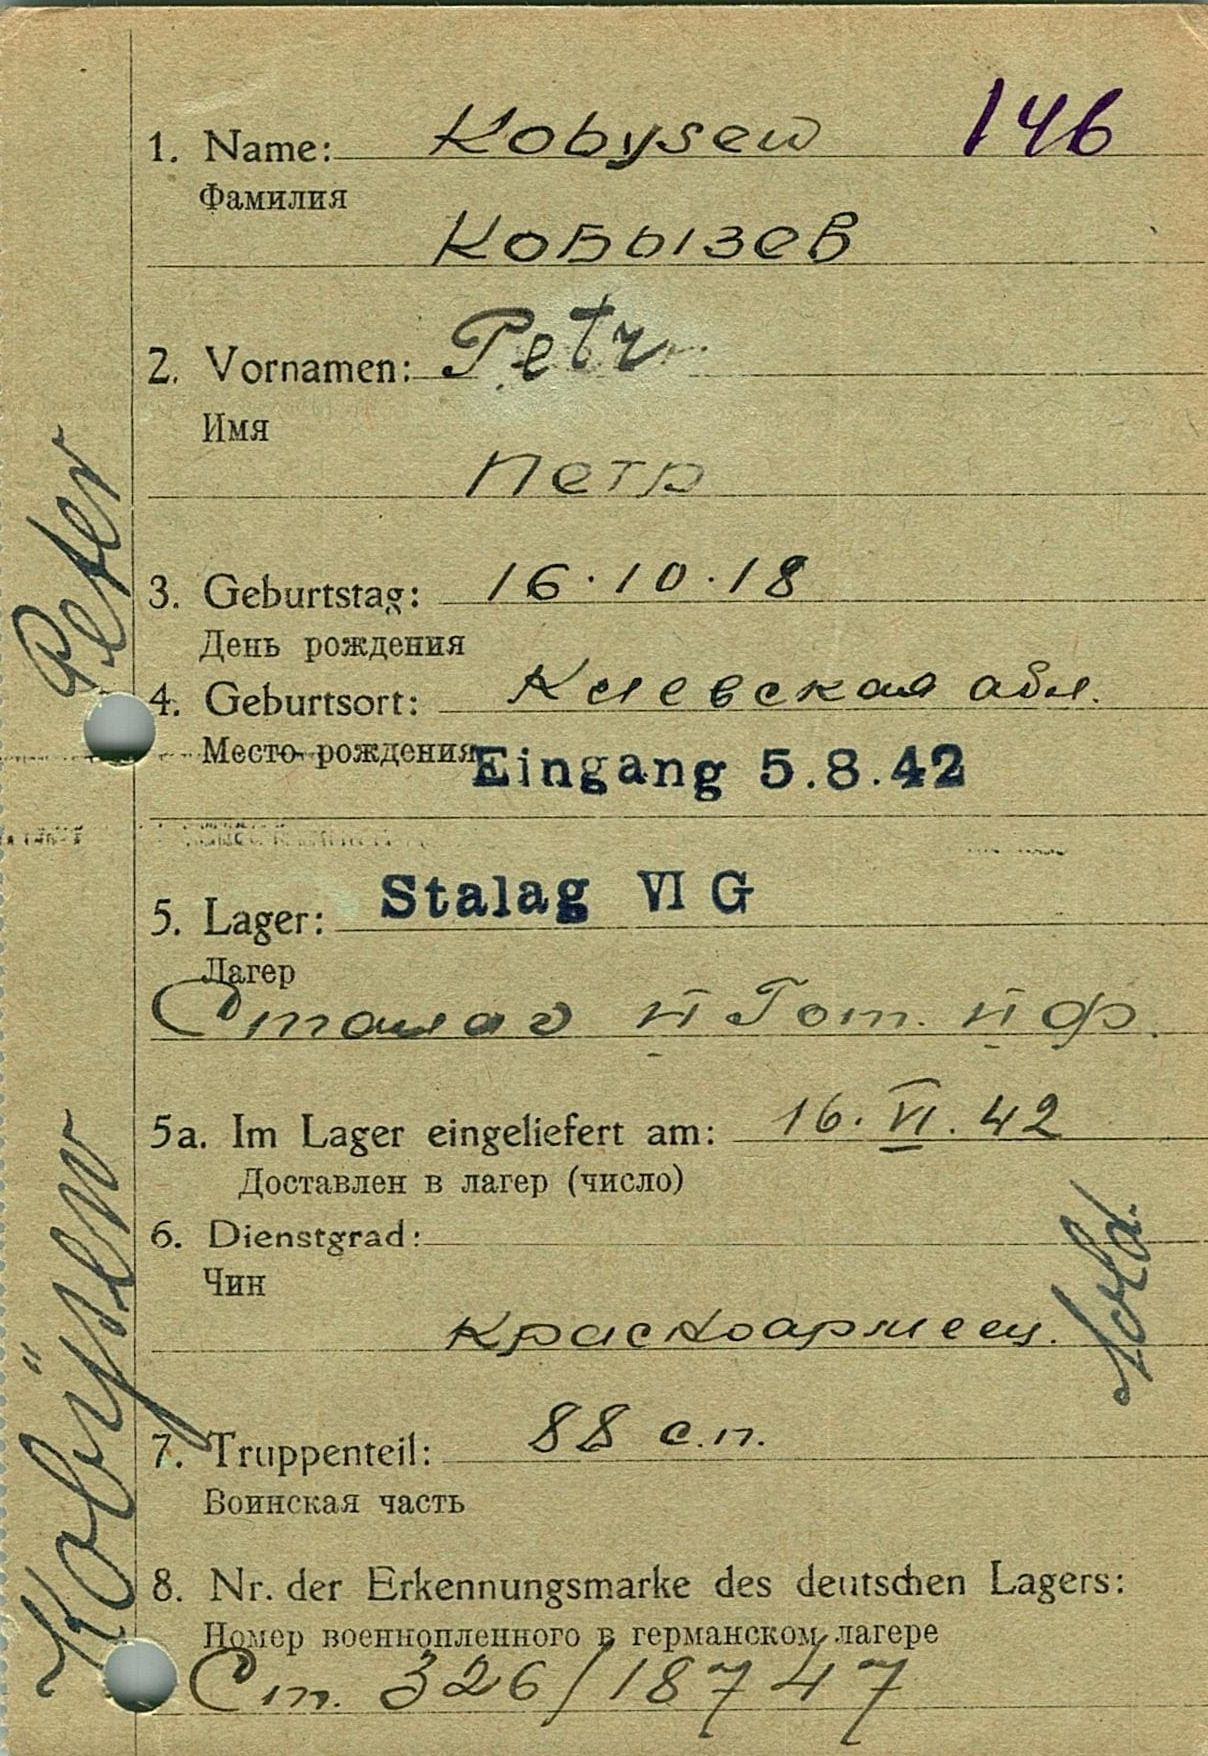 146
1. Name: Kobysew
Фамилия
Кобызев
2. Vornamen: Petr
Имя
Петр
3. Geburtstag: 16.10.18
День рождения
4. Geburtsort: Киевская обл.
Место рождения
Eingang 5.8.42
5. Lager: Stalag VI G
Лагер
Сталаг
5a. Im Lager eingeliefert am: 16.VI.42
Доставлен в лагер (число)
6. Dienstgrad:
Чин
Красноармеец.
Sold.
7. Truppenteil: 88 с.п.
Воинская часть
8. Nr. der Erkennungsmarke des deutschen Lagers:
Номер военнопленного в германском лагере
Ст. 326/18747
Kobÿsew
Peter